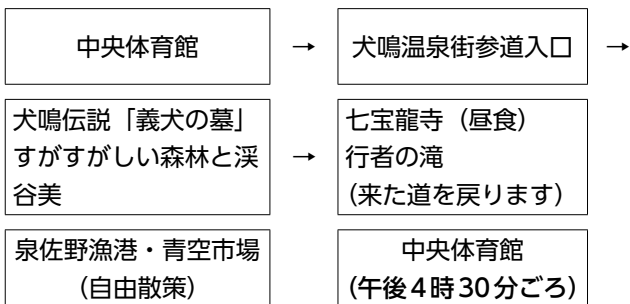 中央体育館 → 犬鳴温泉街参道入口 →
犬鳴伝説「義犬の墓」
すがすがしい森林と渓
谷美
→
七宝龍寺（昼食）
行者の滝
（来た道を戻ります）
泉佐野漁港・青空市場
（自由散策）
中央体育館
（午後４時30分ごろ）